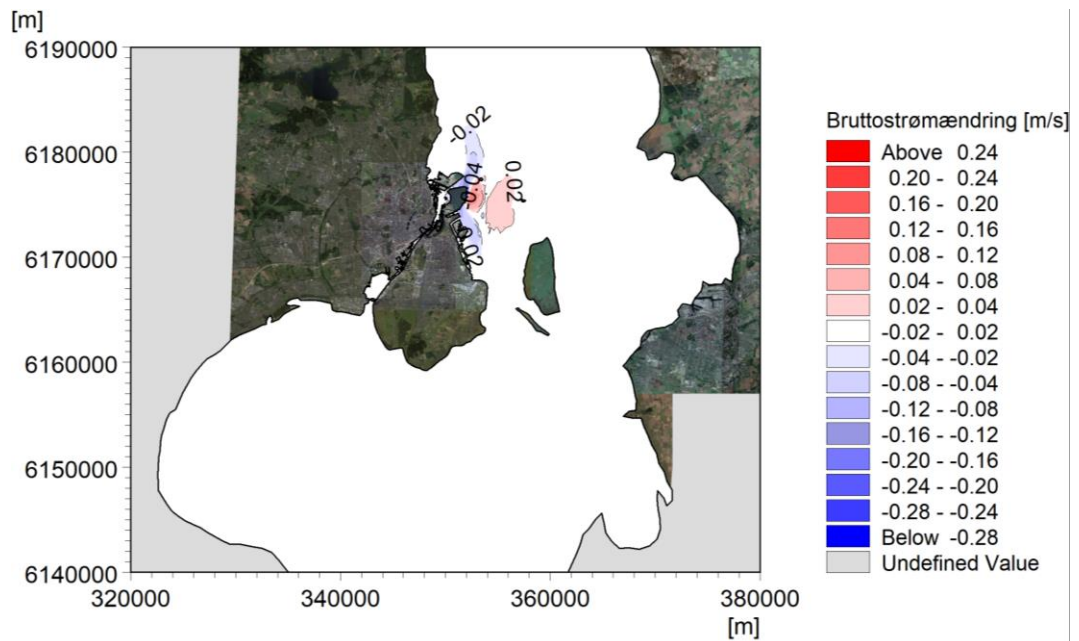 [m]
6190000
6180000
6170000
6160000
6150000
6140000
320000 340000 360000 380000
[m]
-0.02
-0.04
0.02
-0.02
Bruttostrømændring [m/s]
Above 0.24
0.20 - 0.24
0.16 - 0.20
0.12 - 0.16
0.08 - 0.12
0.04 - 0.08
0.02 - 0.04
-0.02 - 0.02
-0.04 - -0.02
-0.08 - -0.04
-0.12 - -0.08
-0.16 - -0.12
-0.20 - -0.16
-0.24 - -0.20
-0.28 - -0.24
Below -0.28
Undefined Value